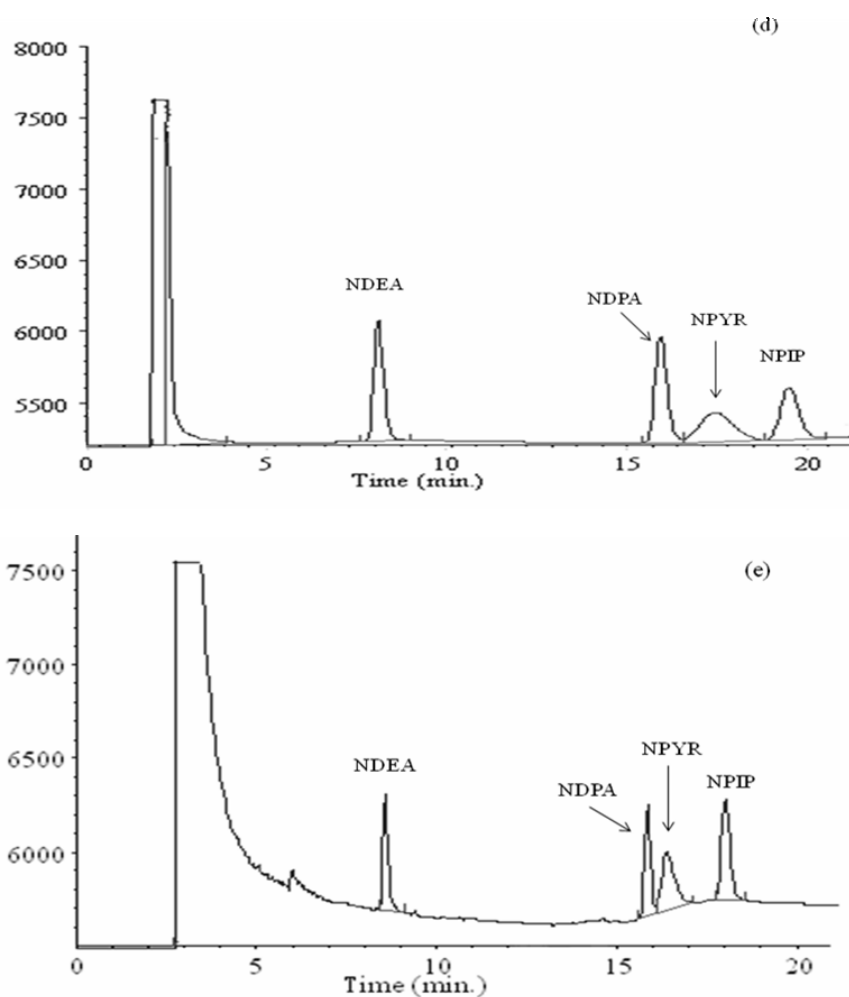 (d)
8000
7500
7000
6500
6000
5500
NDEA
NDPA
NPYR
NPIP
0 5 10 15 20
Time (min.)
(e)
7500
7000
6500
6000
NDEA
NDPA
NPYR
NPIP
0 5 10 15 20
Time (min.)